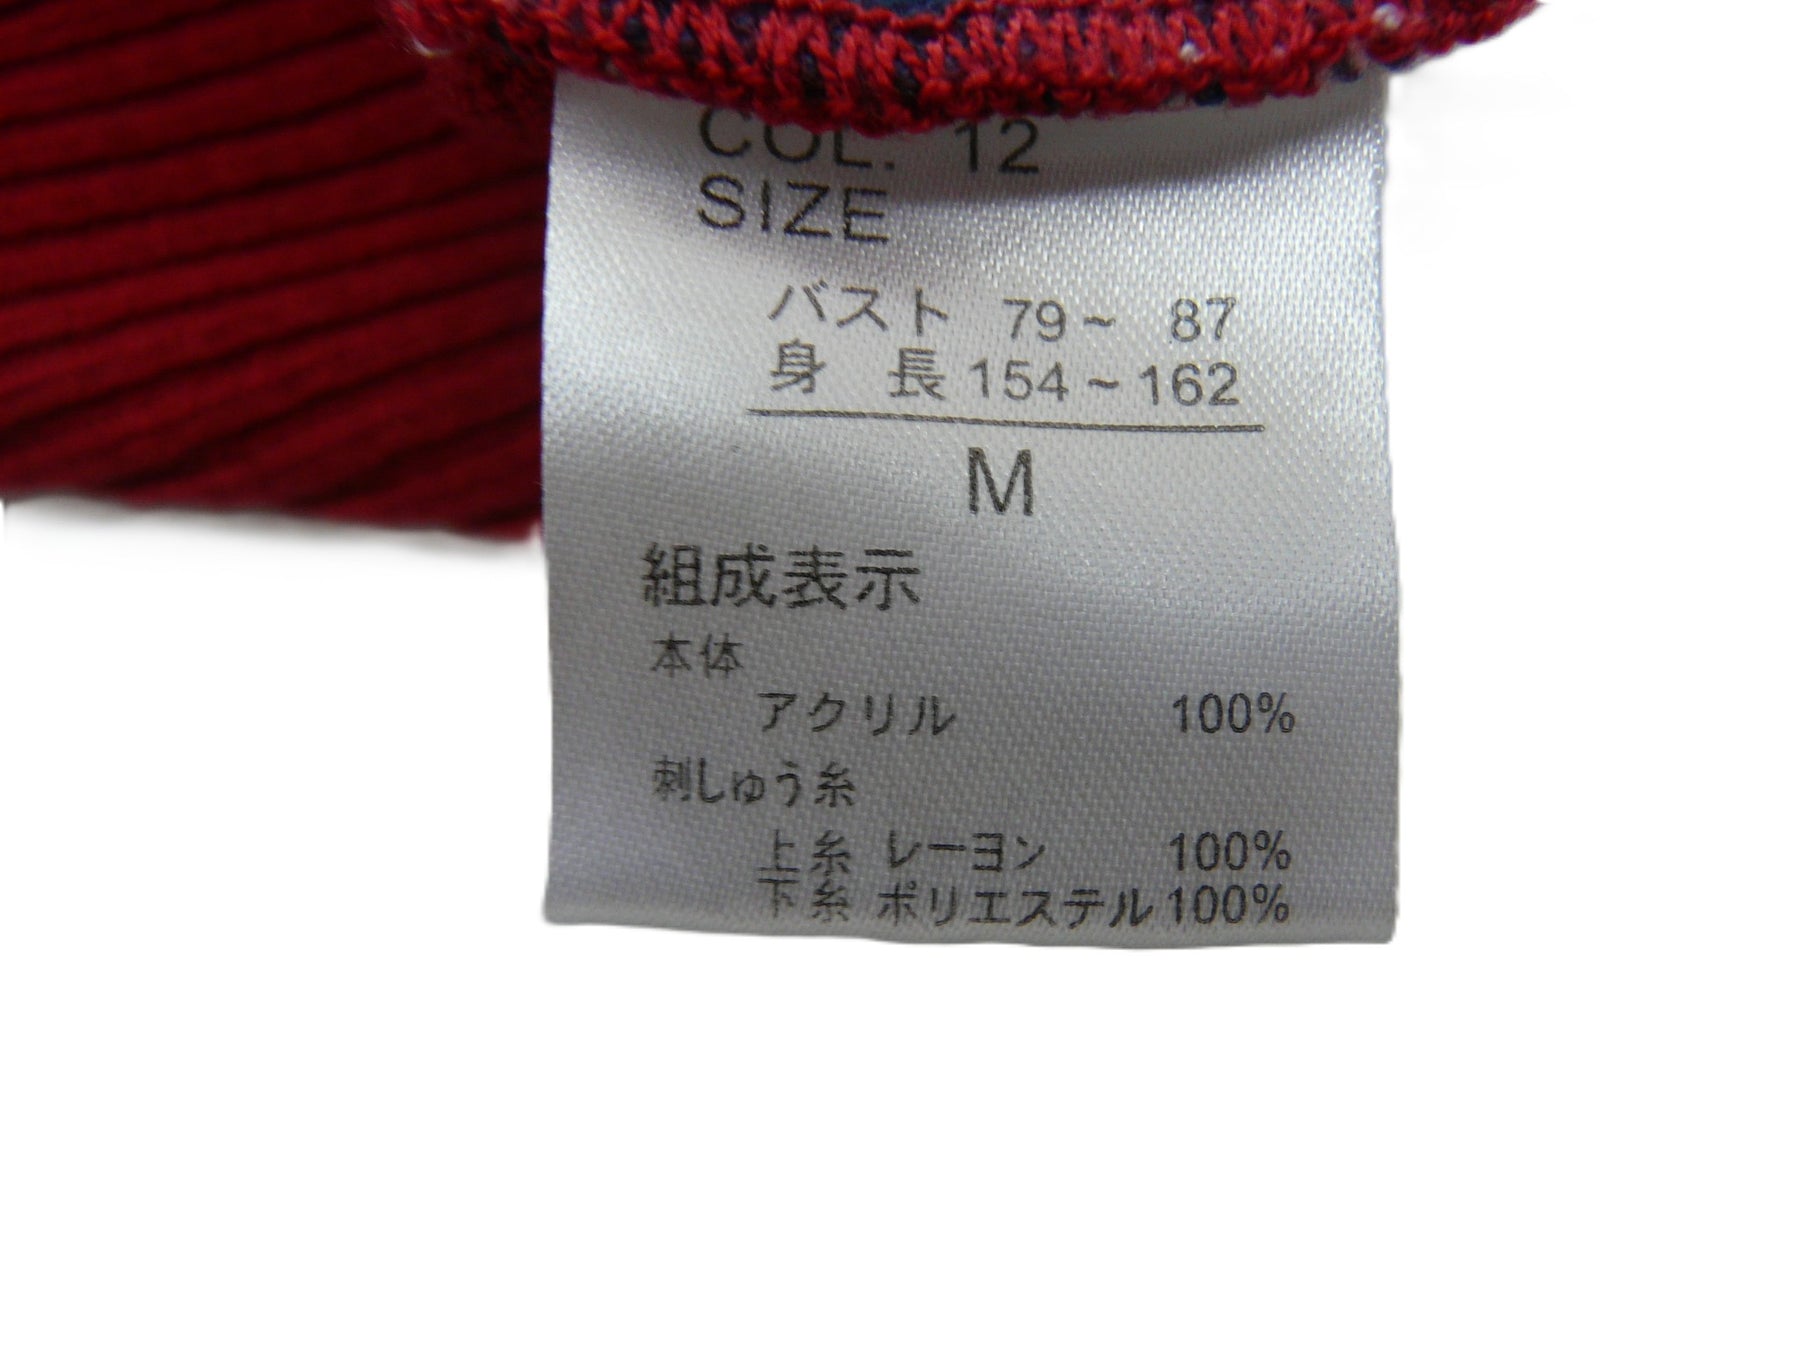 COL. 12
SIZE
バスト 79～ 87
身 長 154～162
M
組成表示
本体
アクリル 100%
刺しゅう糸
上糸 レーヨン 100%
下糸 ポリエステル 100%